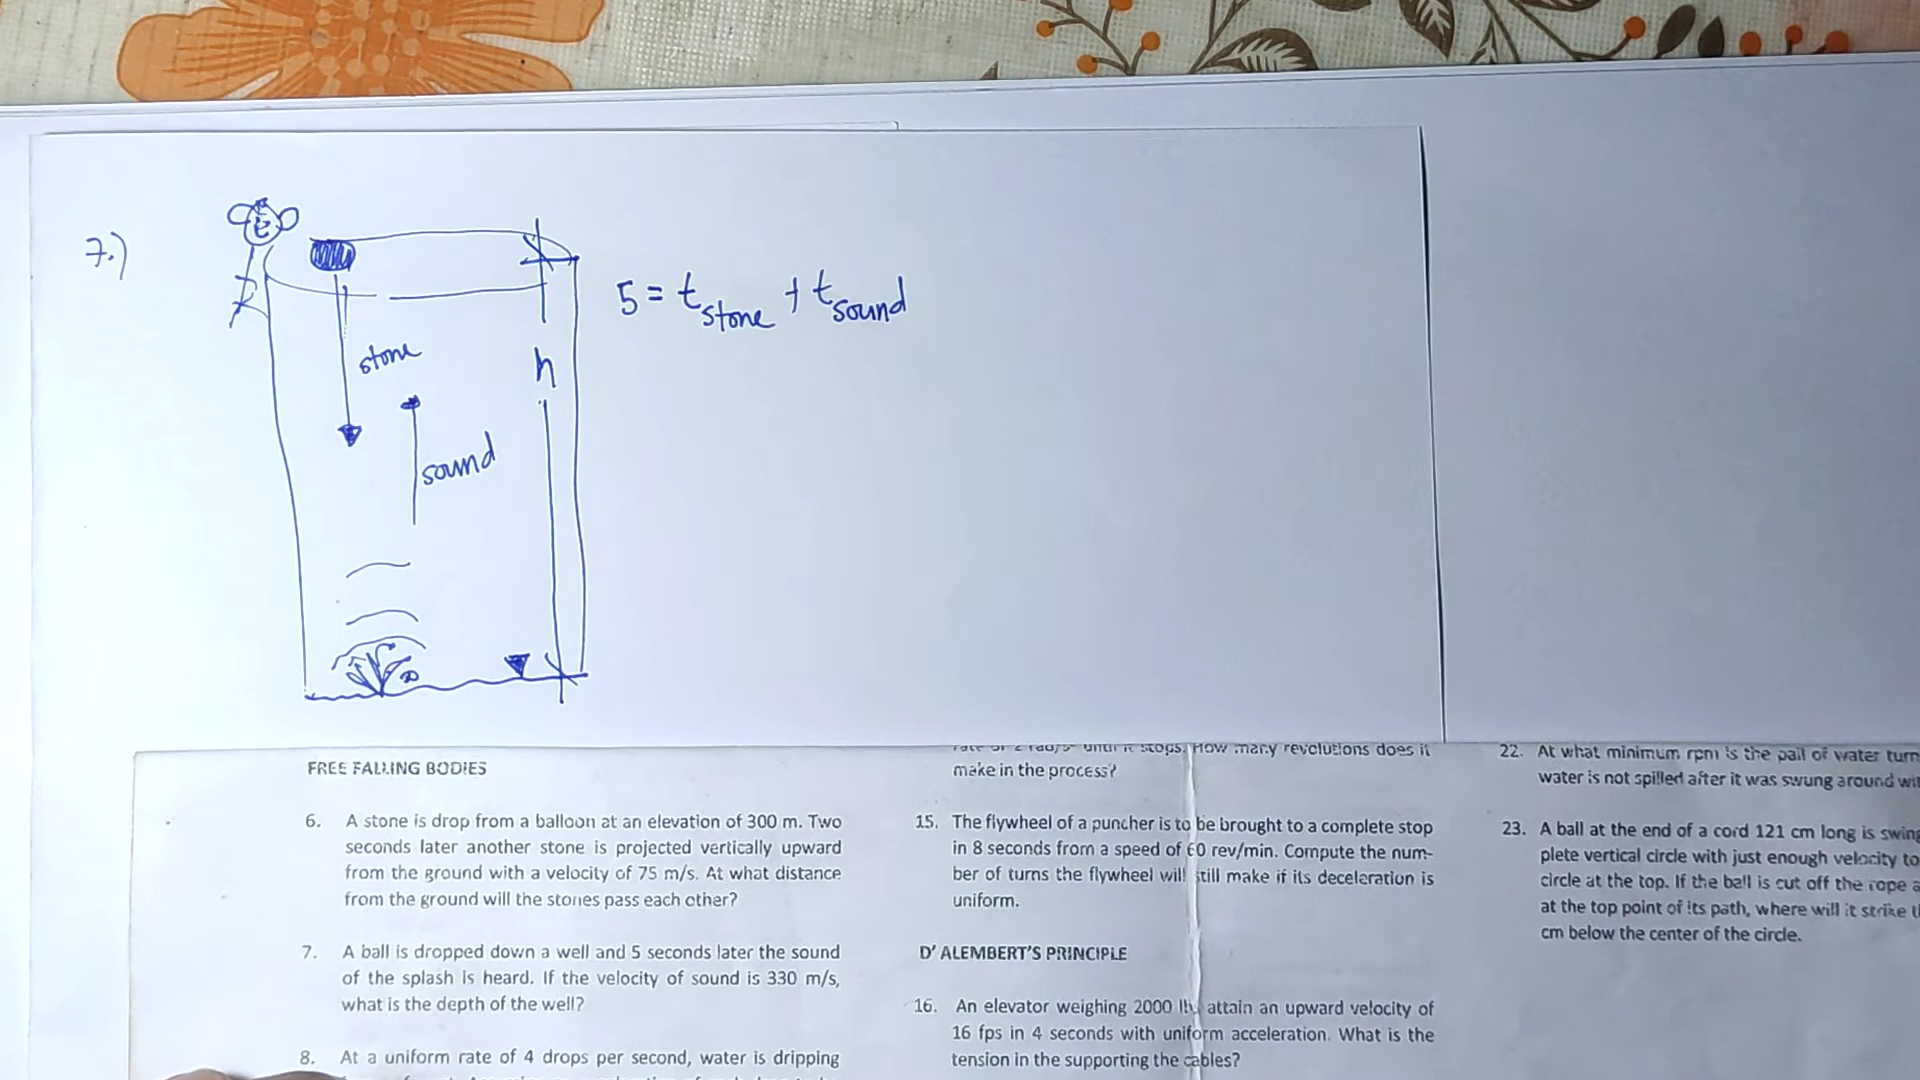 7.)
5 = t stone + t sound
stone
h
sound
make in the process?
FREE FALLING BODIES
6. A stone is drop from a balloon at an elevation of 300 m. Two
seconds later another stone is projected vertically upward
from the ground with a velocity of 75 m/s. At what distance
from the ground will the stones pass each other?
7. A ball is dropped down a well and 5 seconds later the sound
of the splash is heard. If the velocity of sound is 330 m/s,
what is the depth of the well?
8. At a uniform rate of 4 drops per second, water is dripping
until it stops. How many revolutions does it
15. The flywheel of a puncher is to be brought to a complete stop
in 8 seconds from a speed of 60 rev/min. Compute the num-
ber of turns the flywheel will still make if its deceleration is
uniform.
D' ALEMBERT'S PRINCIPLE
16. An elevator weighing 2000 lb attain an upward velocity of
16 fps in 4 seconds with uniform acceleration. What is the
tension in the supporting the cables?
22. At what minimum rpm is the pail of water turn
water is not spilled after it was swung around
23. A ball at the end of a cord 121 cm long is swing
plete vertical circle with just enough velocity to
circle at the top. If the ball is cut off the rope a
at the top point of its path, where will it strike t
cm below the center of the circle.